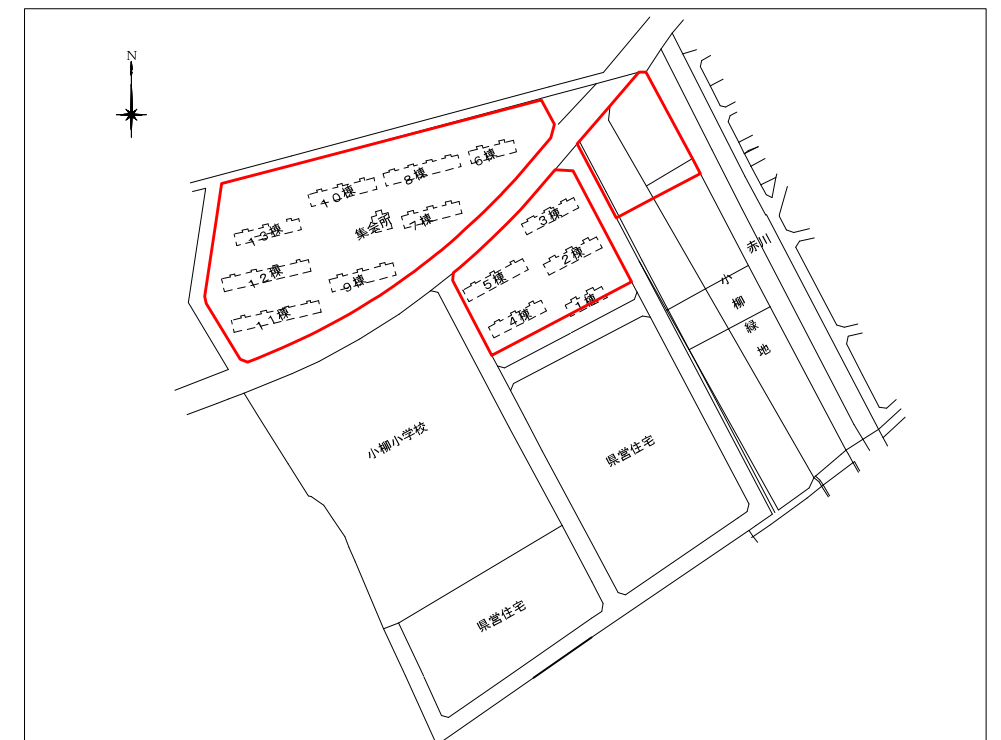 N
6棟
8棟
10棟
7棟
集会所
13棟
3棟
赤川
2棟
12棟
9棟
5棟
小柳緑地
1棟
11棟
4棟
小柳小学校
県営住宅
県営住宅